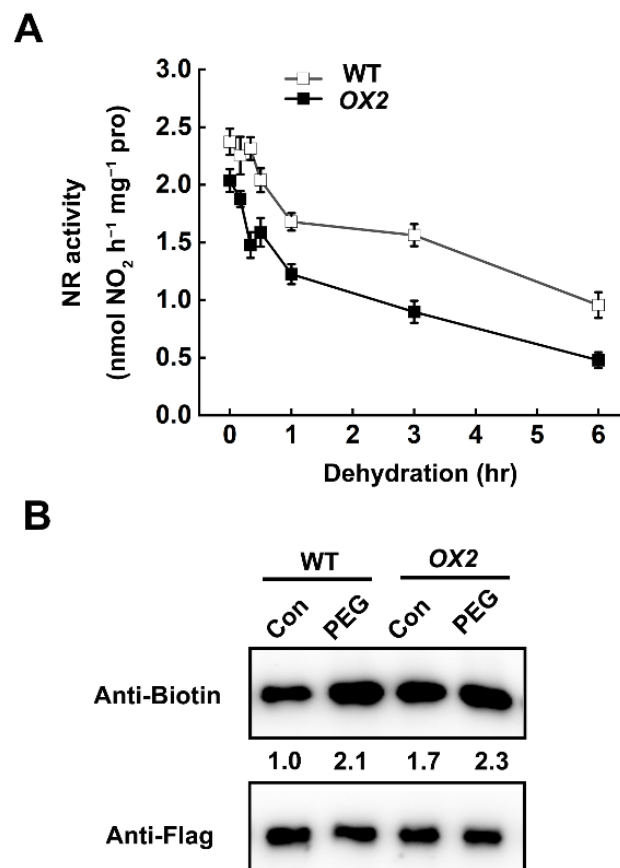 A
3.0
2.5
2.0
1.5
1.0
0.5
0.0
NR activity
(nmol NO₂ h⁻¹ mg⁻¹ pro)
WT
OX2
0 1 2 3 4 5 6
Dehydration (hr)
B
WT OX2
Con PEG Con PEG
Anti-Biotin
1.0 2.1 1.7 2.3
Anti-Flag